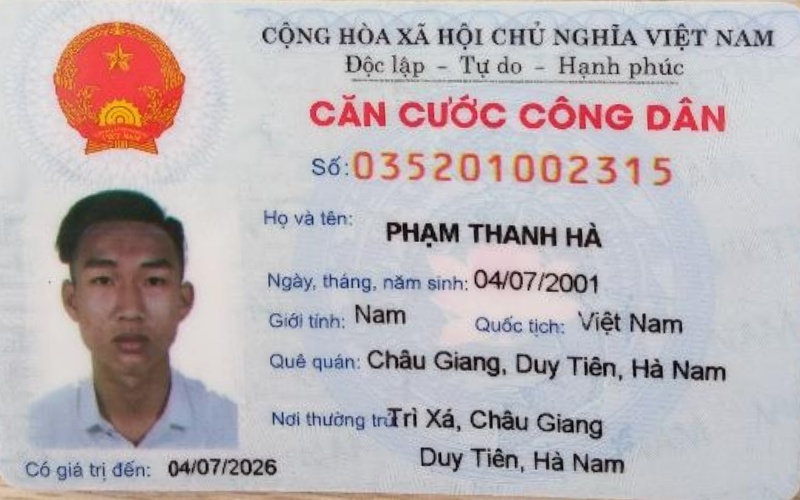 CỘNG HÒA XÃ HỘI CHỦ NGHĨA VIỆT NAM
Độc lập - Tự do - Hạnh phúc
CĂN CƯỚC CÔNG DÂN
Số: 035201002315
Họ và tên: PHẠM THANH HÀ
Ngày, tháng, năm sinh: 04/07/2001
Giới tính: Nam Quốc tịch: Việt Nam
Quê quán: Châu Giang, Duy Tiên, Hà Nam
Nơi thường trú: Trì Xá, Châu Giang
Duy Tiên, Hà Nam
Có giá trị đến: 04/07/2026